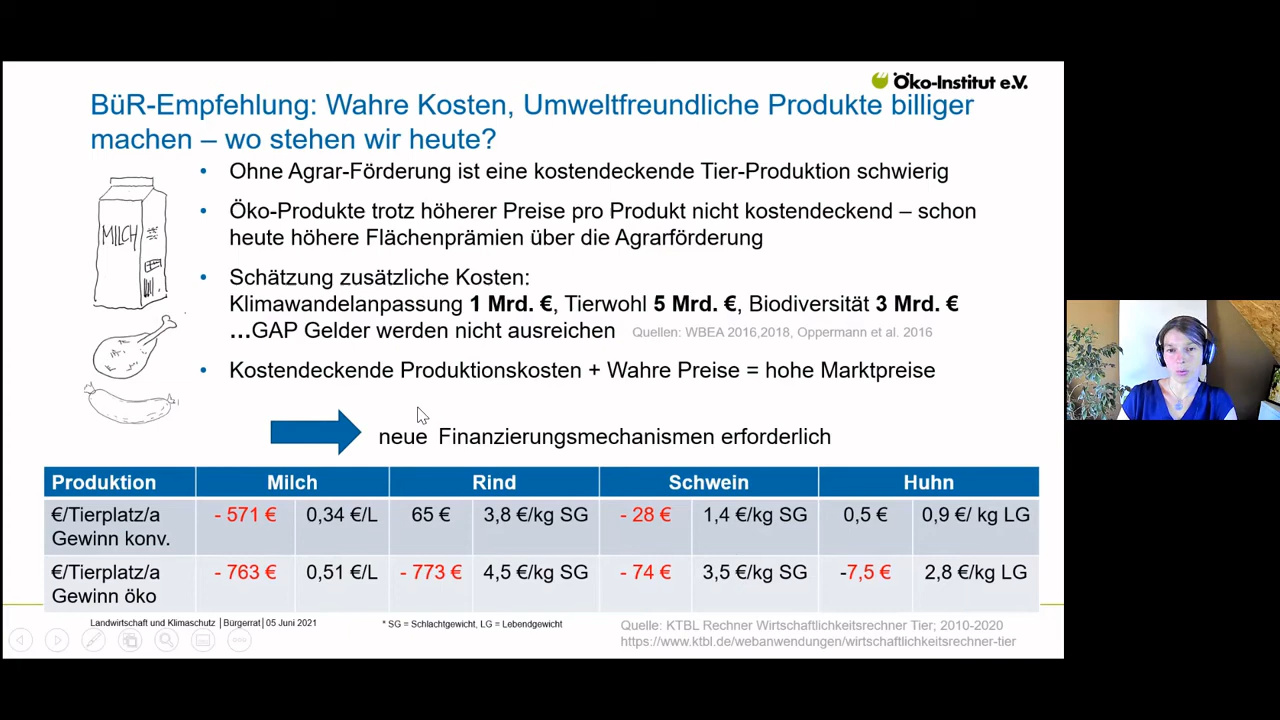 Öko-Institut e.V.
BüR-Empfehlung: Wahre Kosten, Umweltfreundliche Produkte billiger
machen – wo stehen wir heute?
• Ohne Agrar-Förderung ist eine kostendeckende Tier-Produktion schwierig
• Öko-Produkte trotz höherer Preise pro Produkt nicht kostendeckend – schon
heute höhere Flächenprämien über die Agrarförderung
MILCH
• Schätzung zusätzliche Kosten:
Klimawandelanpassung 1 Mrd. €, Tierwohl 5 Mrd. €, Biodiversität 3 Mrd. €
...GAP Gelder werden nicht ausreichen Quellen: WBEA 2016,2018, Oppermann et al. 2016
• Kostendeckende Produktionskosten + Wahre Preise = hohe Marktpreise
neue Finanzierungsmechanismen erforderlich
Produktion Milch Rind Schwein Huhn
€/Tierplatz/a Gewinn konv. - 571 € 0,34 €/L 65 € 3,8 €/kg SG - 28 € 1,4 €/kg SG 0,5 € 0,9 €/ kg LG
€/Tierplatz/a Gewinn öko - 763 € 0,51 €/L - 773 € 4,5 €/kg SG - 74 € 3,5 €/kg SG -7,5 € 2,8 €/kg LG
Landwirtschaft und Klimaschutz │Bürgerrat│05 Juni 2021
* SG = Schlachtgewicht, LG = Lebendgewicht
Quelle: KTBL Rechner Wirtschaftlichkeitsrechner Tier; 2010-2020
https://www.ktbl.de/webanwendungen/wirtschaftlichkeitsrechner-tier